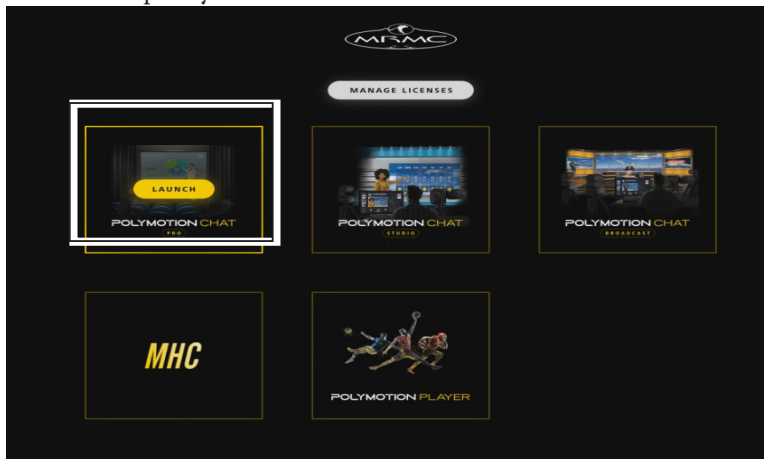 MRMC
MANAGE LICENSES
LAUNCH
POLYMOTION CHAT
PRO
POLYMOTION CHAT
STUDIO
POLYMOTION CHAT
BROADCAST
MHC
POLYMOTION PLAYER